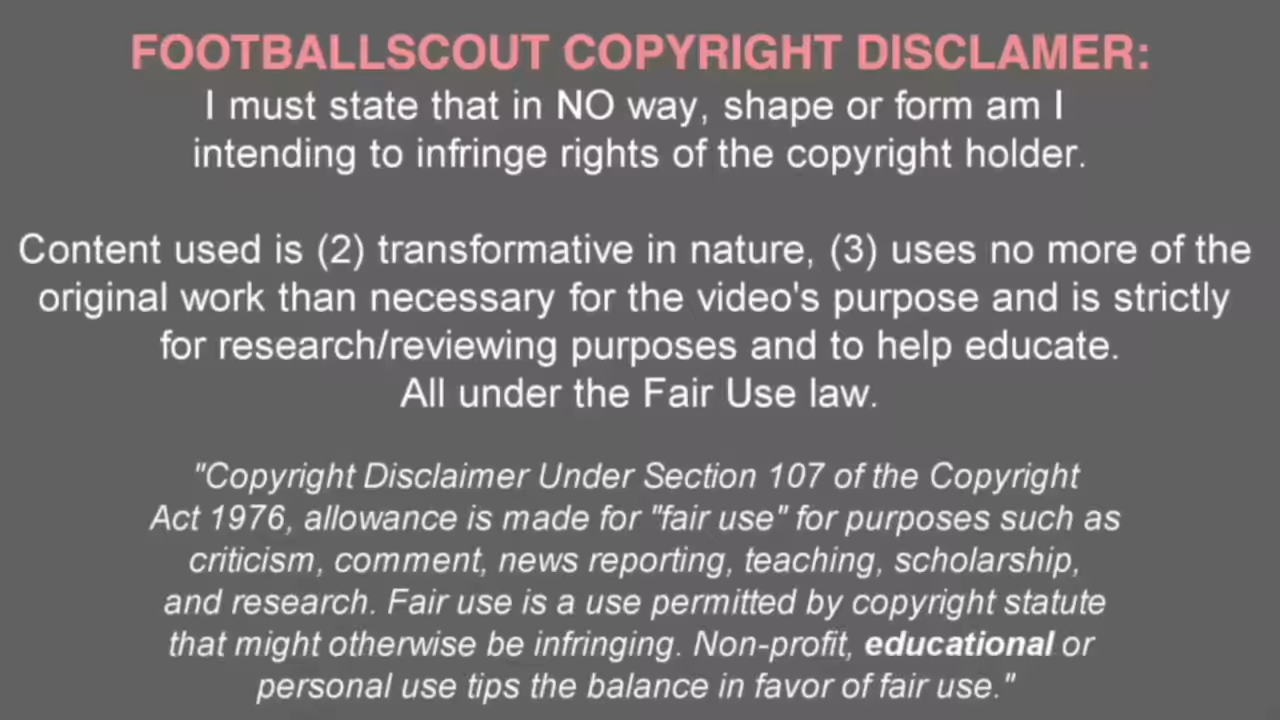 FOOTBALLSCOUT COPYRIGHT DISCLAMER:
I must state that in NO way, shape or form am I
intending to infringe rights of the copyright holder.
Content used is (2) transformative in nature, (3) uses no more of the
original work than necessary for the video's purpose and is strictly
for research/reviewing purposes and to help educate.
All under the Fair Use law.
"Copyright Disclaimer Under Section 107 of the Copyright
Act 1976, allowance is made for "fair use" for purposes such as
criticism, comment, news reporting, teaching, scholarship,
and research. Fair use is a use permitted by copyright statute
that might otherwise be infringing. Non-profit, educational or
personal use tips the balance in favor of fair use."